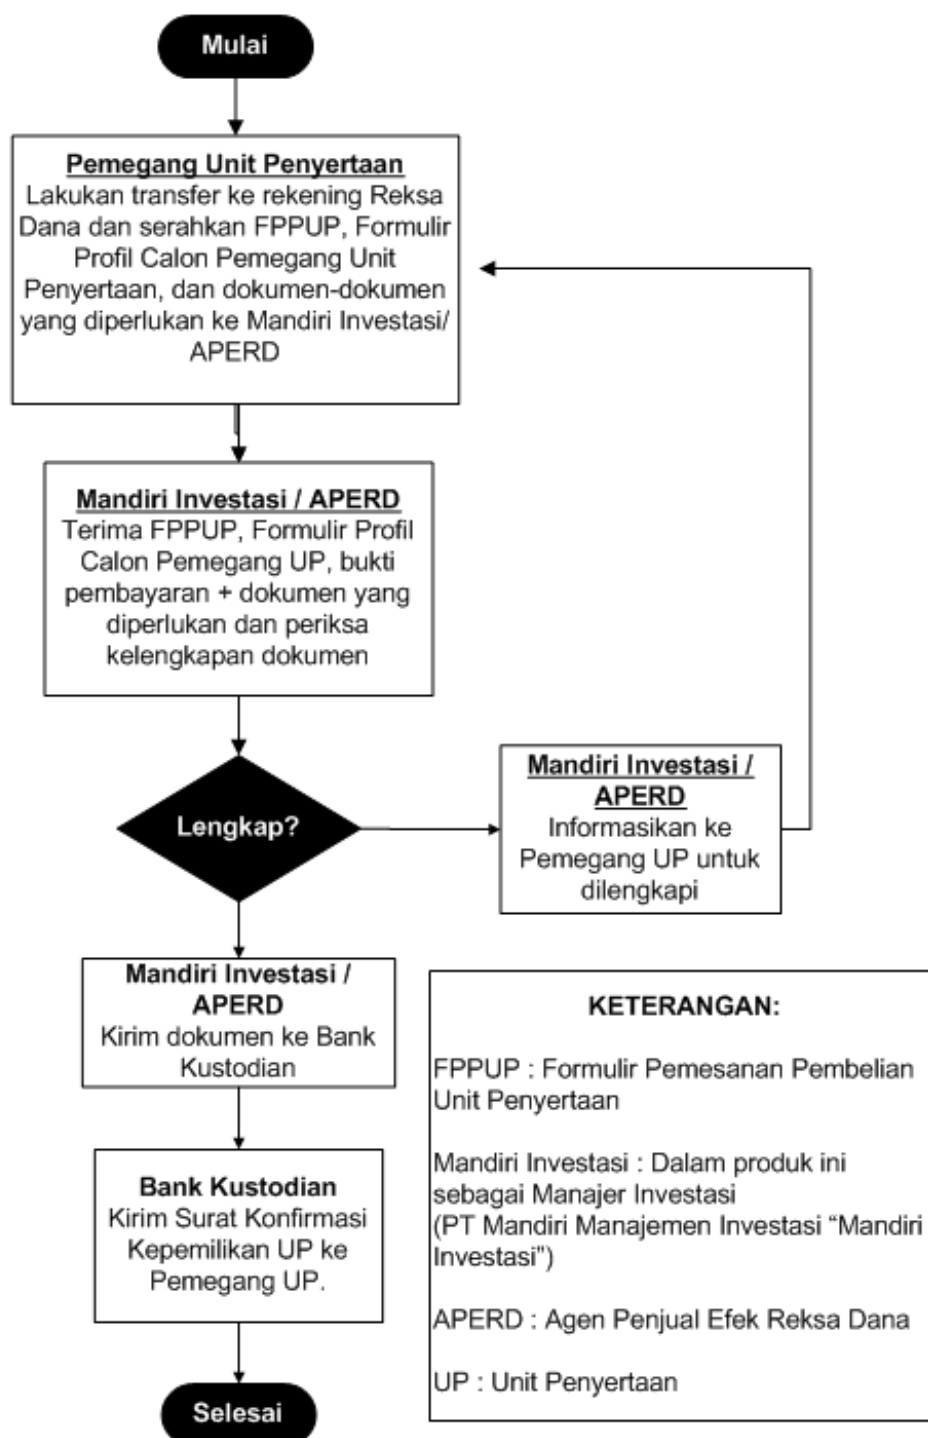 Mulai
Pemegang Unit Penyertaan
Lakukan transfer ke rekening Reksa
Dana dan serahkan FPPUP, Formulir
Profil Calon Pemegang Unit
Penyertaan, dan dokumen-dokumen
yang diperlukan ke Mandiri Investasi/
APERD
Mandiri Investasi / APERD
Terima FPPUP, Formulir Profil
Calon Pemegang UP, bukti
pembayaran + dokumen yang
diperlukan dan periksa
kelengkapan dokumen
Lengkap?
Mandiri Investasi /
APERD
Informasikan ke
Pemegang UP untuk
dilengkapi
Mandiri Investasi /
APERD
Kirim dokumen ke Bank
Kustodian
Bank Kustodian
Kirim Surat Konfirmasi
Kepemilikan UP ke
Pemegang UP.
Selesai
KETERANGAN:
FPPUP : Formulir Pemesanan Pembelian
Unit Penyertaan
Mandiri Investasi : Dalam produk ini
sebagai Manajer Investasi
(PT Mandiri Manajemen Investasi “Mandiri
Investasi”)
APERD : Agen Penjual Efek Reksa Dana
UP : Unit Penyertaan